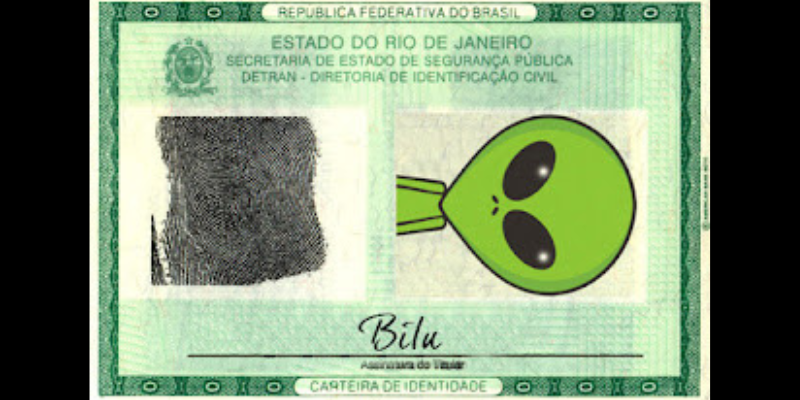 REPÚBLICA FEDERATIVA DO BRASIL
ESTADO DO RIO DE JANEIRO
SECRETARIA DE ESTADO DE SEGURANÇA PÚBLICA
DETRAN - DIRETORIA DE IDENTIFICAÇÃO CIVIL
Bilu
Assinatura do Titular
CARTEIRA DE IDENTIDADE